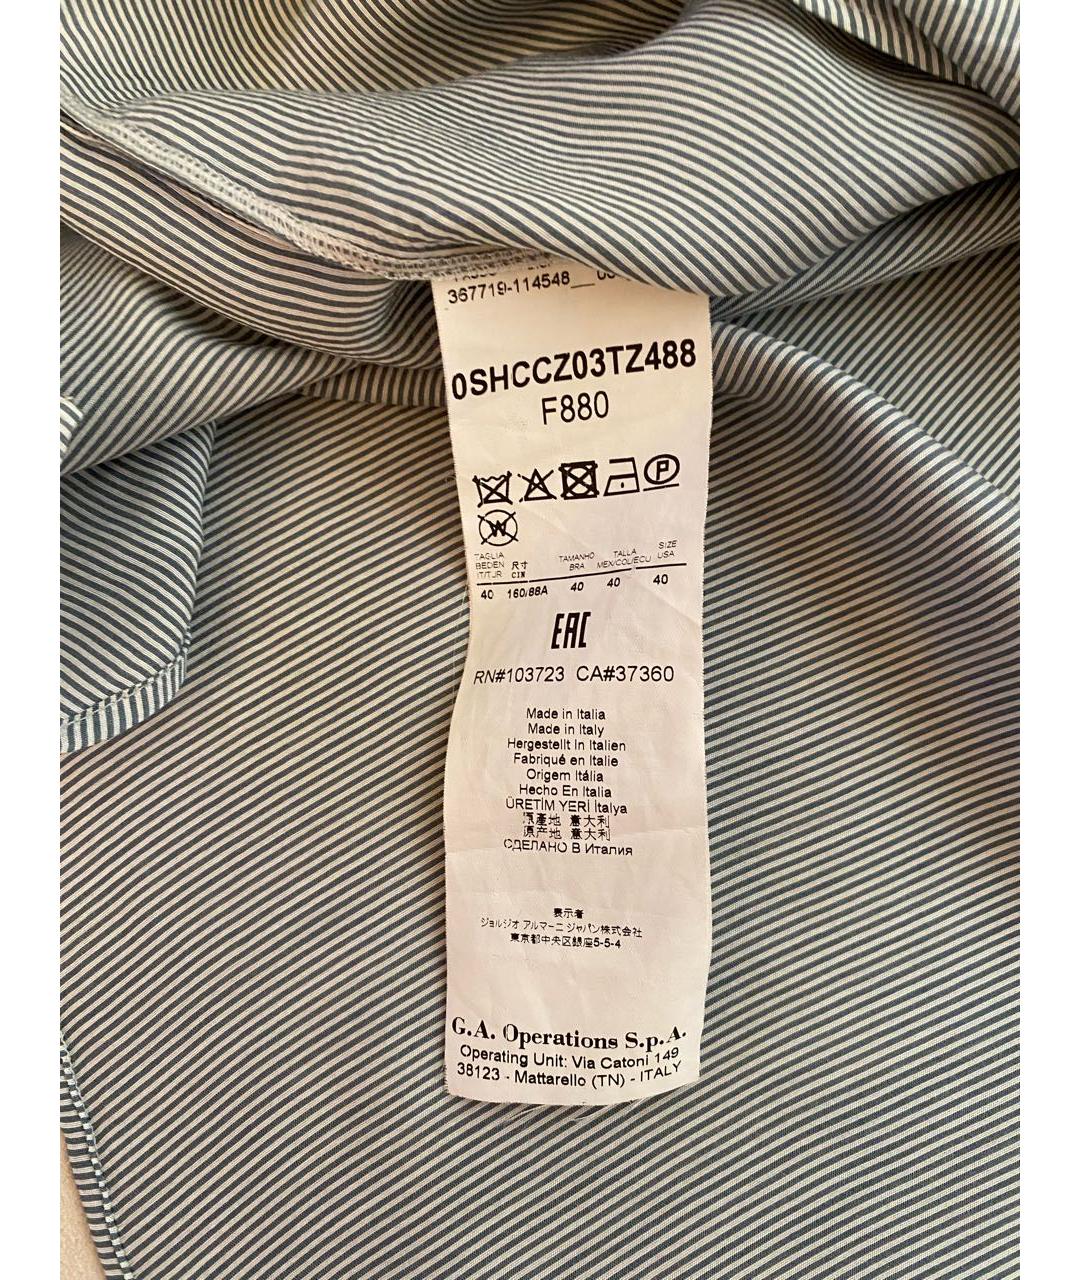 367719-114548__
0SHCCZ03TZ488
F880
P
W
TAGLIA BEDEN IT/TJR 尺寸 CIN TAMANHO BRA TALLA MEX/COL/ECU SIZE USA
40 160/88A 40 40 40
EAC
RN#103723 CA#37360
Made in Italia
Made in Italy
Hergestellt in Italien
Fabriqué en Italie
Origem Itália
Hecho En Italia
ÜRETİM YERİ İtalya
原產地 意大利
原产地 意大利
СДЕЛАНО В Италия
表示者
ジョルジオ アルマーニ ジャパン株式会社
東京都中央区銀座5-5-4
G.A. Operations S.p.A.
Operating Unit: Via Catoni 149
38123 - Mattarello (TN) - ITALY